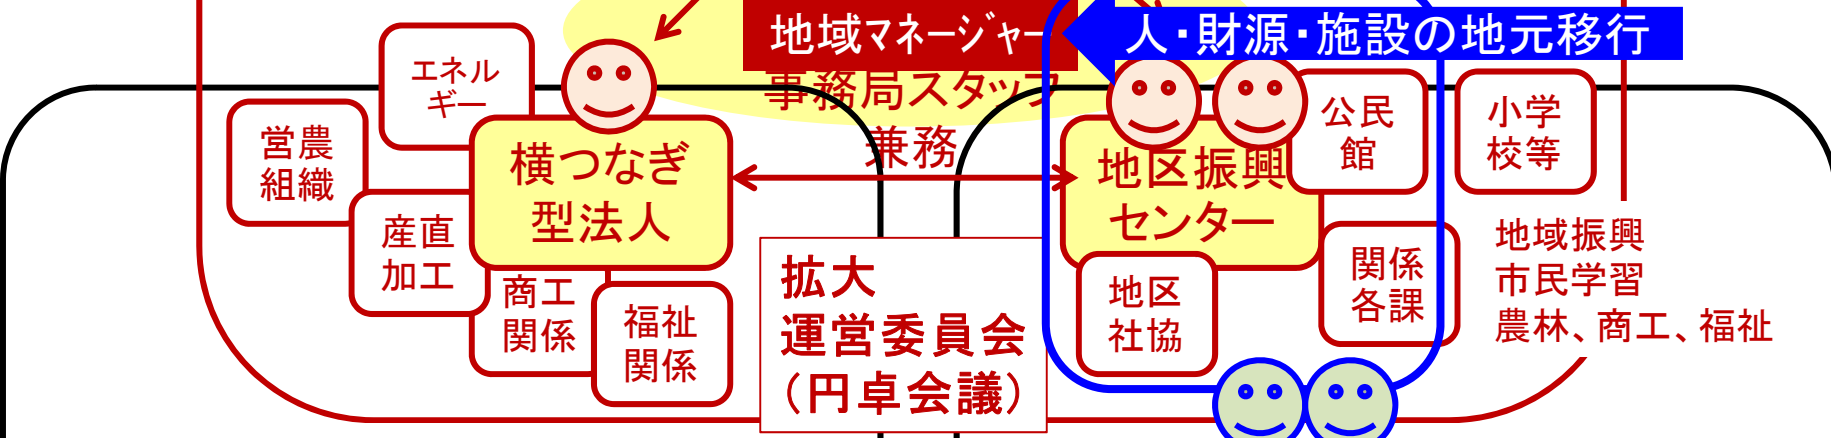 地域マネージャー
人・財源・施設の地元移行
事務局スタッフ
兼務
エネル
ギー
営農
組織
横つなぎ
型法人
産直
加工
商工
関係
福祉
関係
拡大
運営委員会
（円卓会議）
地区振興
センター
公民
館
小学
校等
地区
社協
関係
各課
地域振興
市民学習
農林、商工、福祉